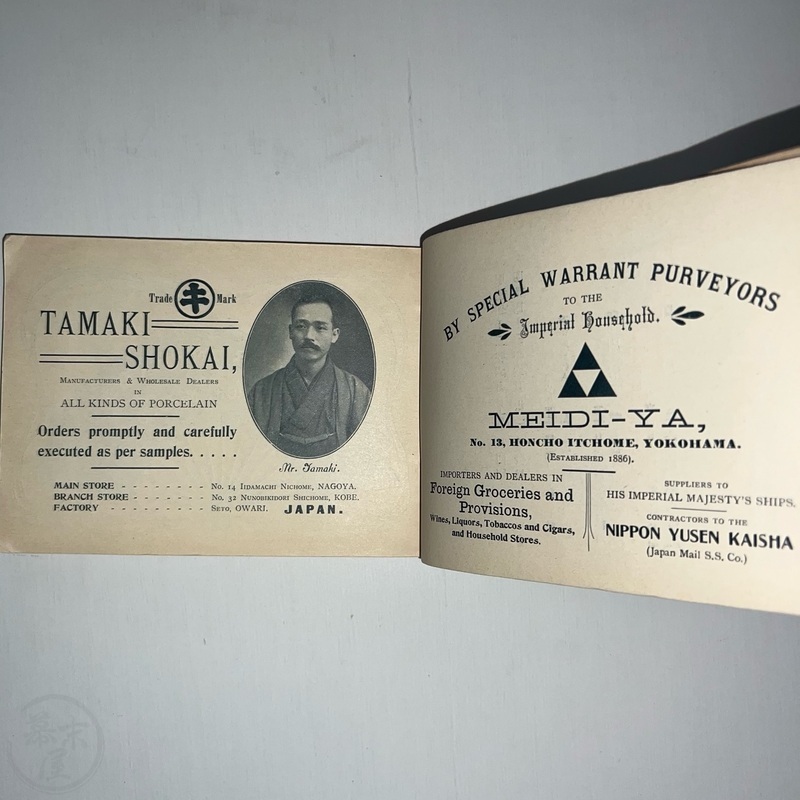 Trade Mark
TAMAKI
SHOKAI,
MANUFACTURERS & WHOLESALE DEALERS
IN
ALL KINDS OF PORCELAIN
Orders promptly and carefully
executed as per samples. . . . .
Mr. Tamaki.
MAIN STORE - - - - - - - - No. 14 IIDAMACHI NICHOME, NAGOYA.
BRANCH STORE - - - - - - - No. 32 NUNOBIKIDORI SHICHOME, KOBE.
FACTORY - - - - - - - - - SETO, OWARI. JAPAN.
BY SPECIAL WARRANT PURVEYORS
TO THE
Imperial Household.
MEIDI-YA,
No. 13, HONCHO ITCHOME, YOKOHAMA.
(ESTABLISHED 1886).
IMPORTERS AND DEALERS IN
Foreign Groceries and
Provisions,
Wines, Liquors, Tobaccos and Cigars,
and Household Stores.
SUPPLIERS TO
HIS IMPERIAL MAJESTY'S SHIPS.
CONTRACTORS TO THE
NIPPON YUSEN KAISHA
(Japan Mail S.S. Co.)
幕末屋